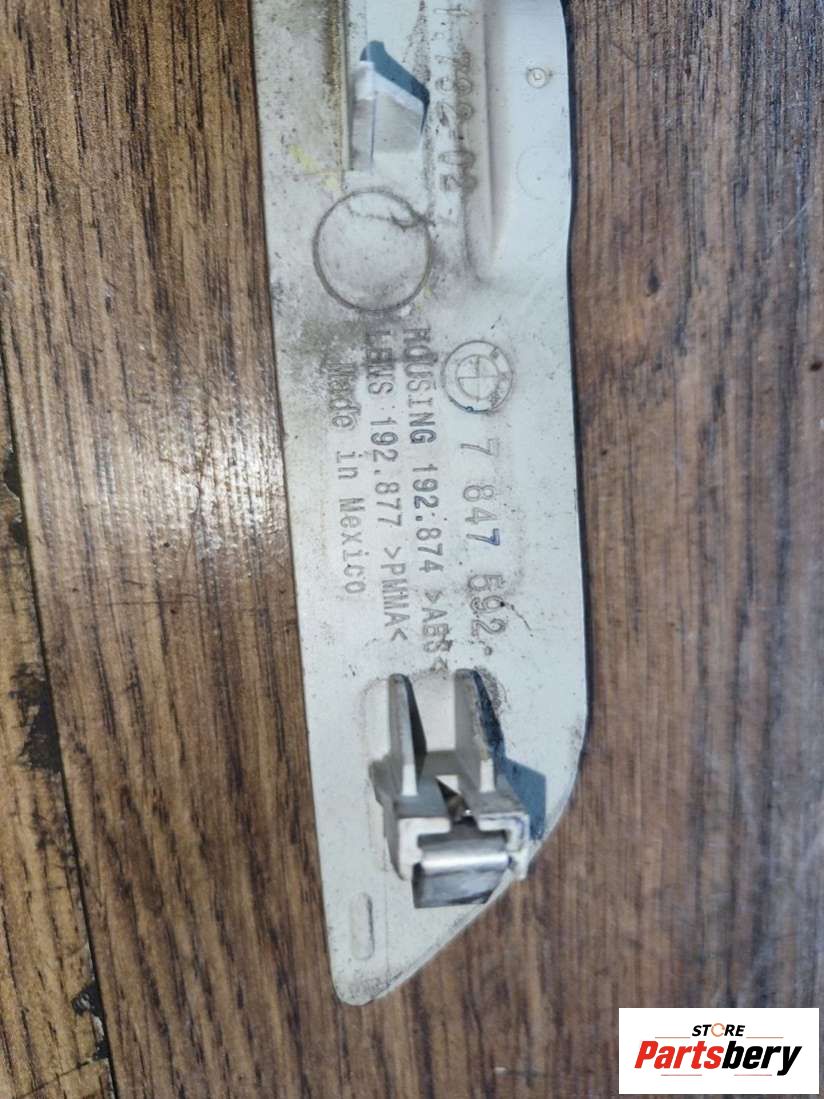 7 847 592
HOUSING 192.874 >ABS<
LENS 192.877 >PMMA<
Made in Mexico
STORE
Partsbery